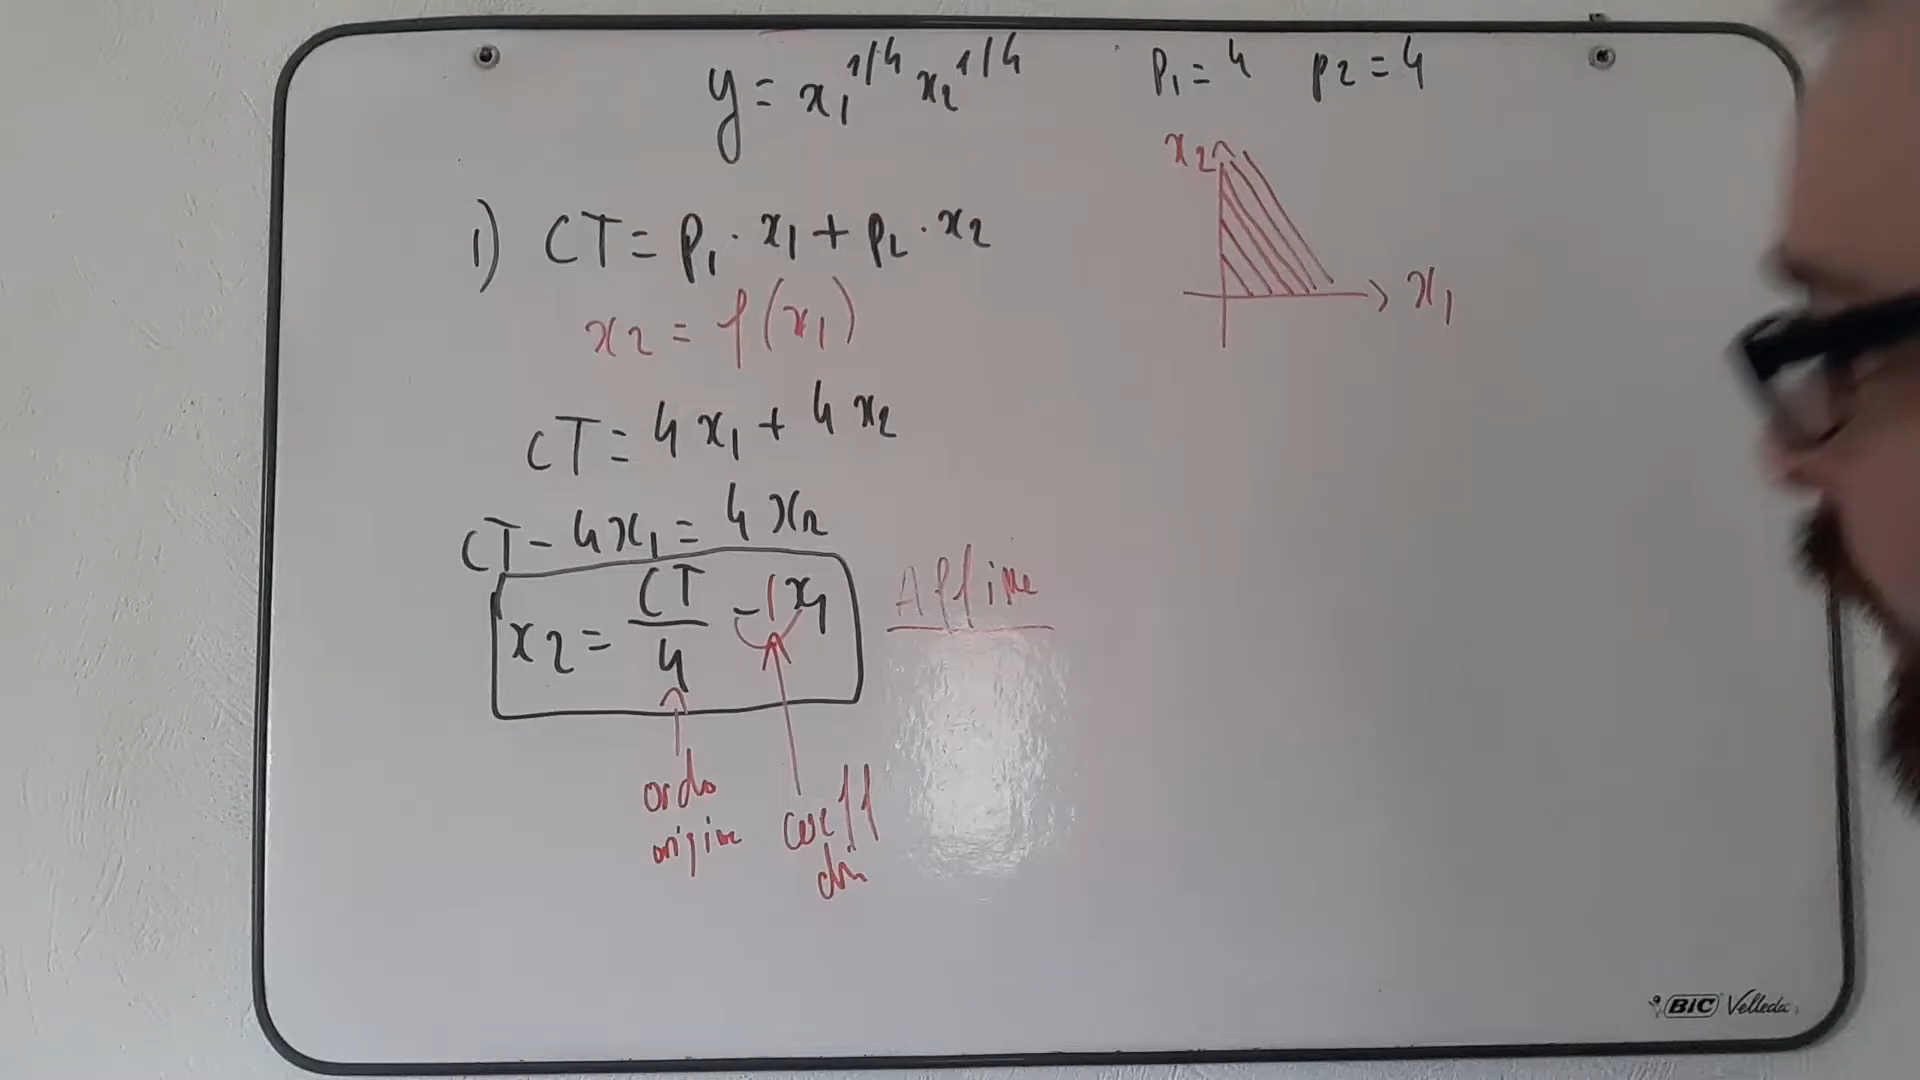 y = x₁^1/4 x₂^1/4 P₁ = 4 p₂ = 4
x₂
x₁
1) CT = p₁ · x₁ + p₂ · x₂
x₂ = f(x₁)
CT = 4x₁ + 4x₂
CT - 4x₁ = 4x₂
x₂ = CT/4 - 1x₁ Affine
ordo
origine
coeff
dir
BIC Velleda